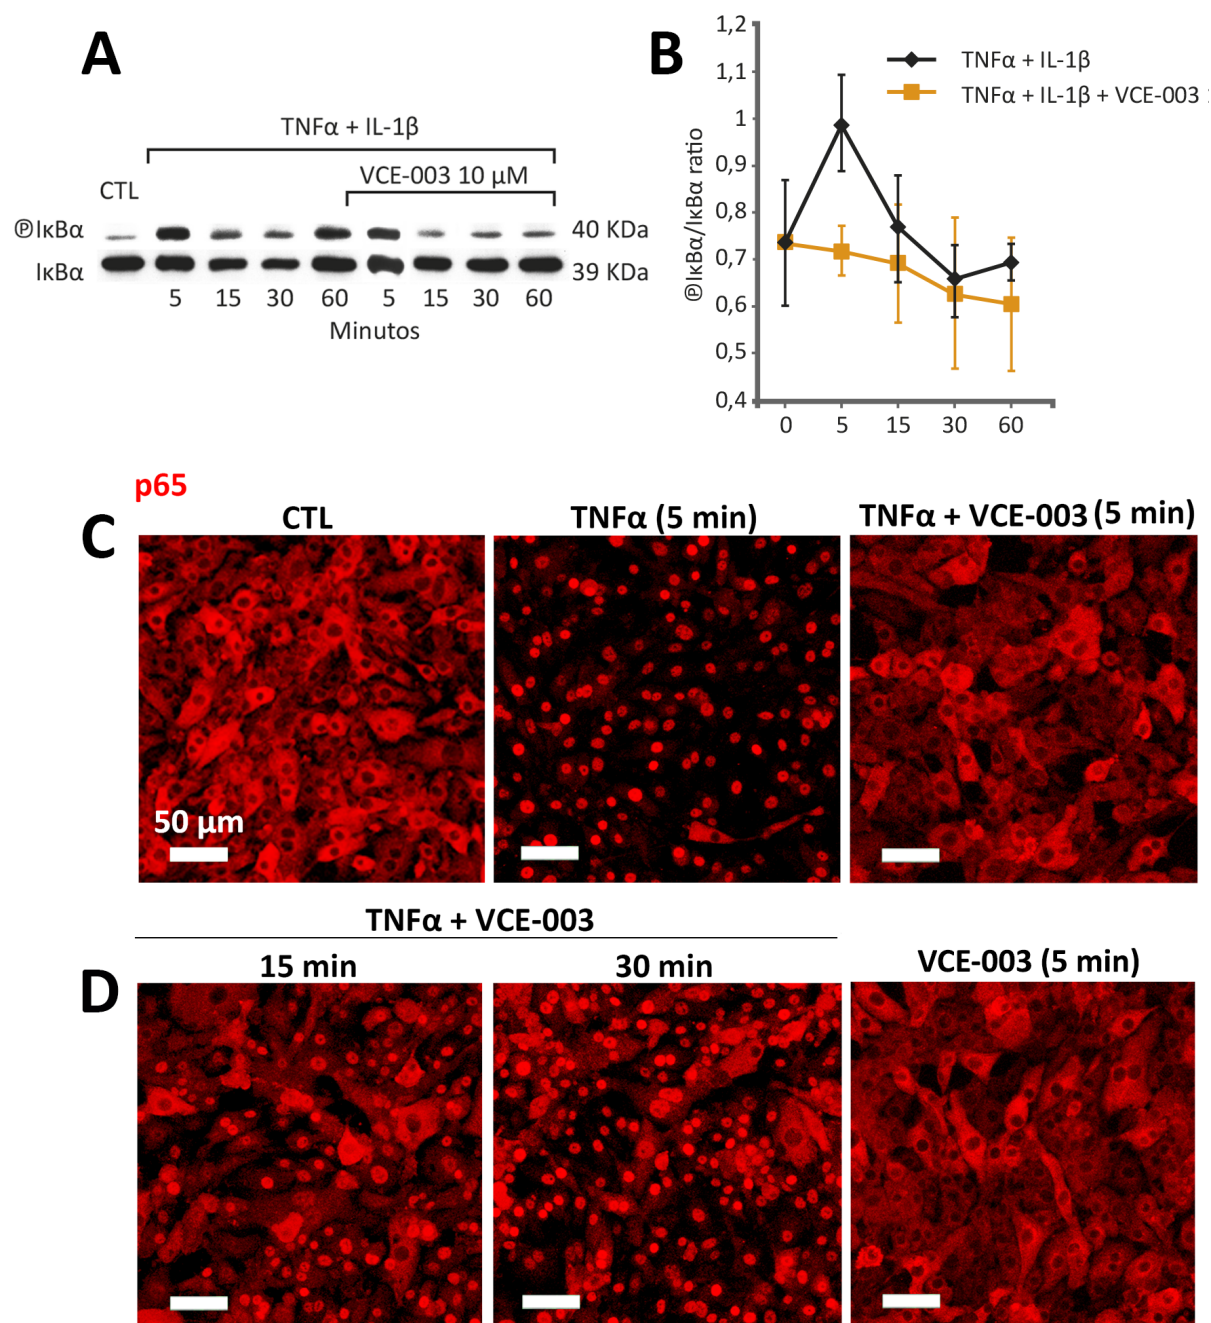 A
TNFα + IL-1β
CTL
VCE-003 10 μM
ⓅIκBα
40 KDa
IκBα
39 KDa
5 15 30 60 5 15 30 60
Minutos
B
1,2
1,1
1
0,9
0,8
0,7
0,6
0,5
0,4
ⓅIκBα/IκBα ratio
TNFα + IL-1β
TNFα + IL-1β + VCE-003
0 5 15 30 60
p65
C
CTL
TNFα (5 min)
TNFα + VCE-003 (5 min)
50 μm
TNFα + VCE-003
D
15 min
30 min
VCE-003 (5 min)